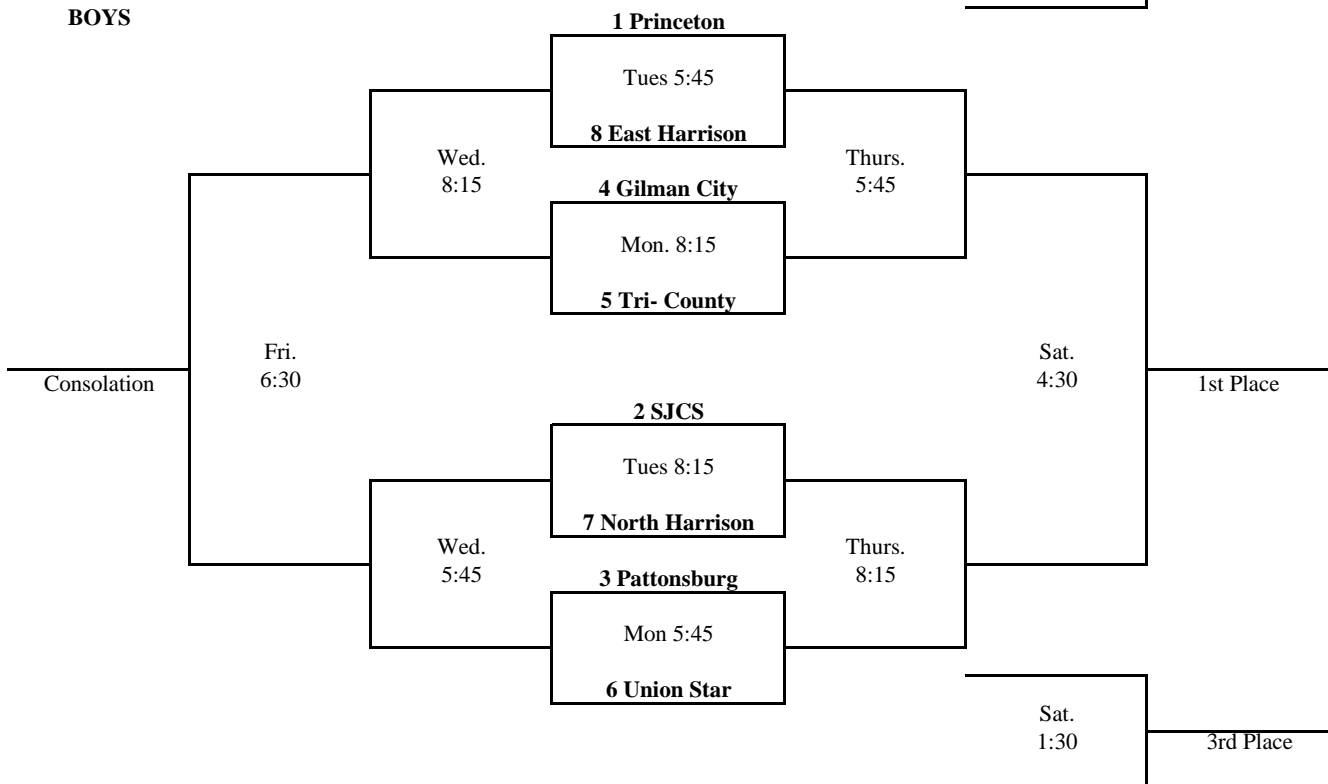 BOYS
1 Princeton
Tues 5:45
8 East Harrison
Wed.
8:15
Thurs.
5:45
4 Gilman City
Mon. 8:15
5 Tri- County
Fri.
6:30
Sat.
4:30
Consolation
1st Place
2 SJCS
Tues 8:15
7 North Harrison
Wed.
5:45
Thurs.
8:15
3 Pattonsburg
Mon 5:45
6 Union Star
Sat.
1:30
3rd Place